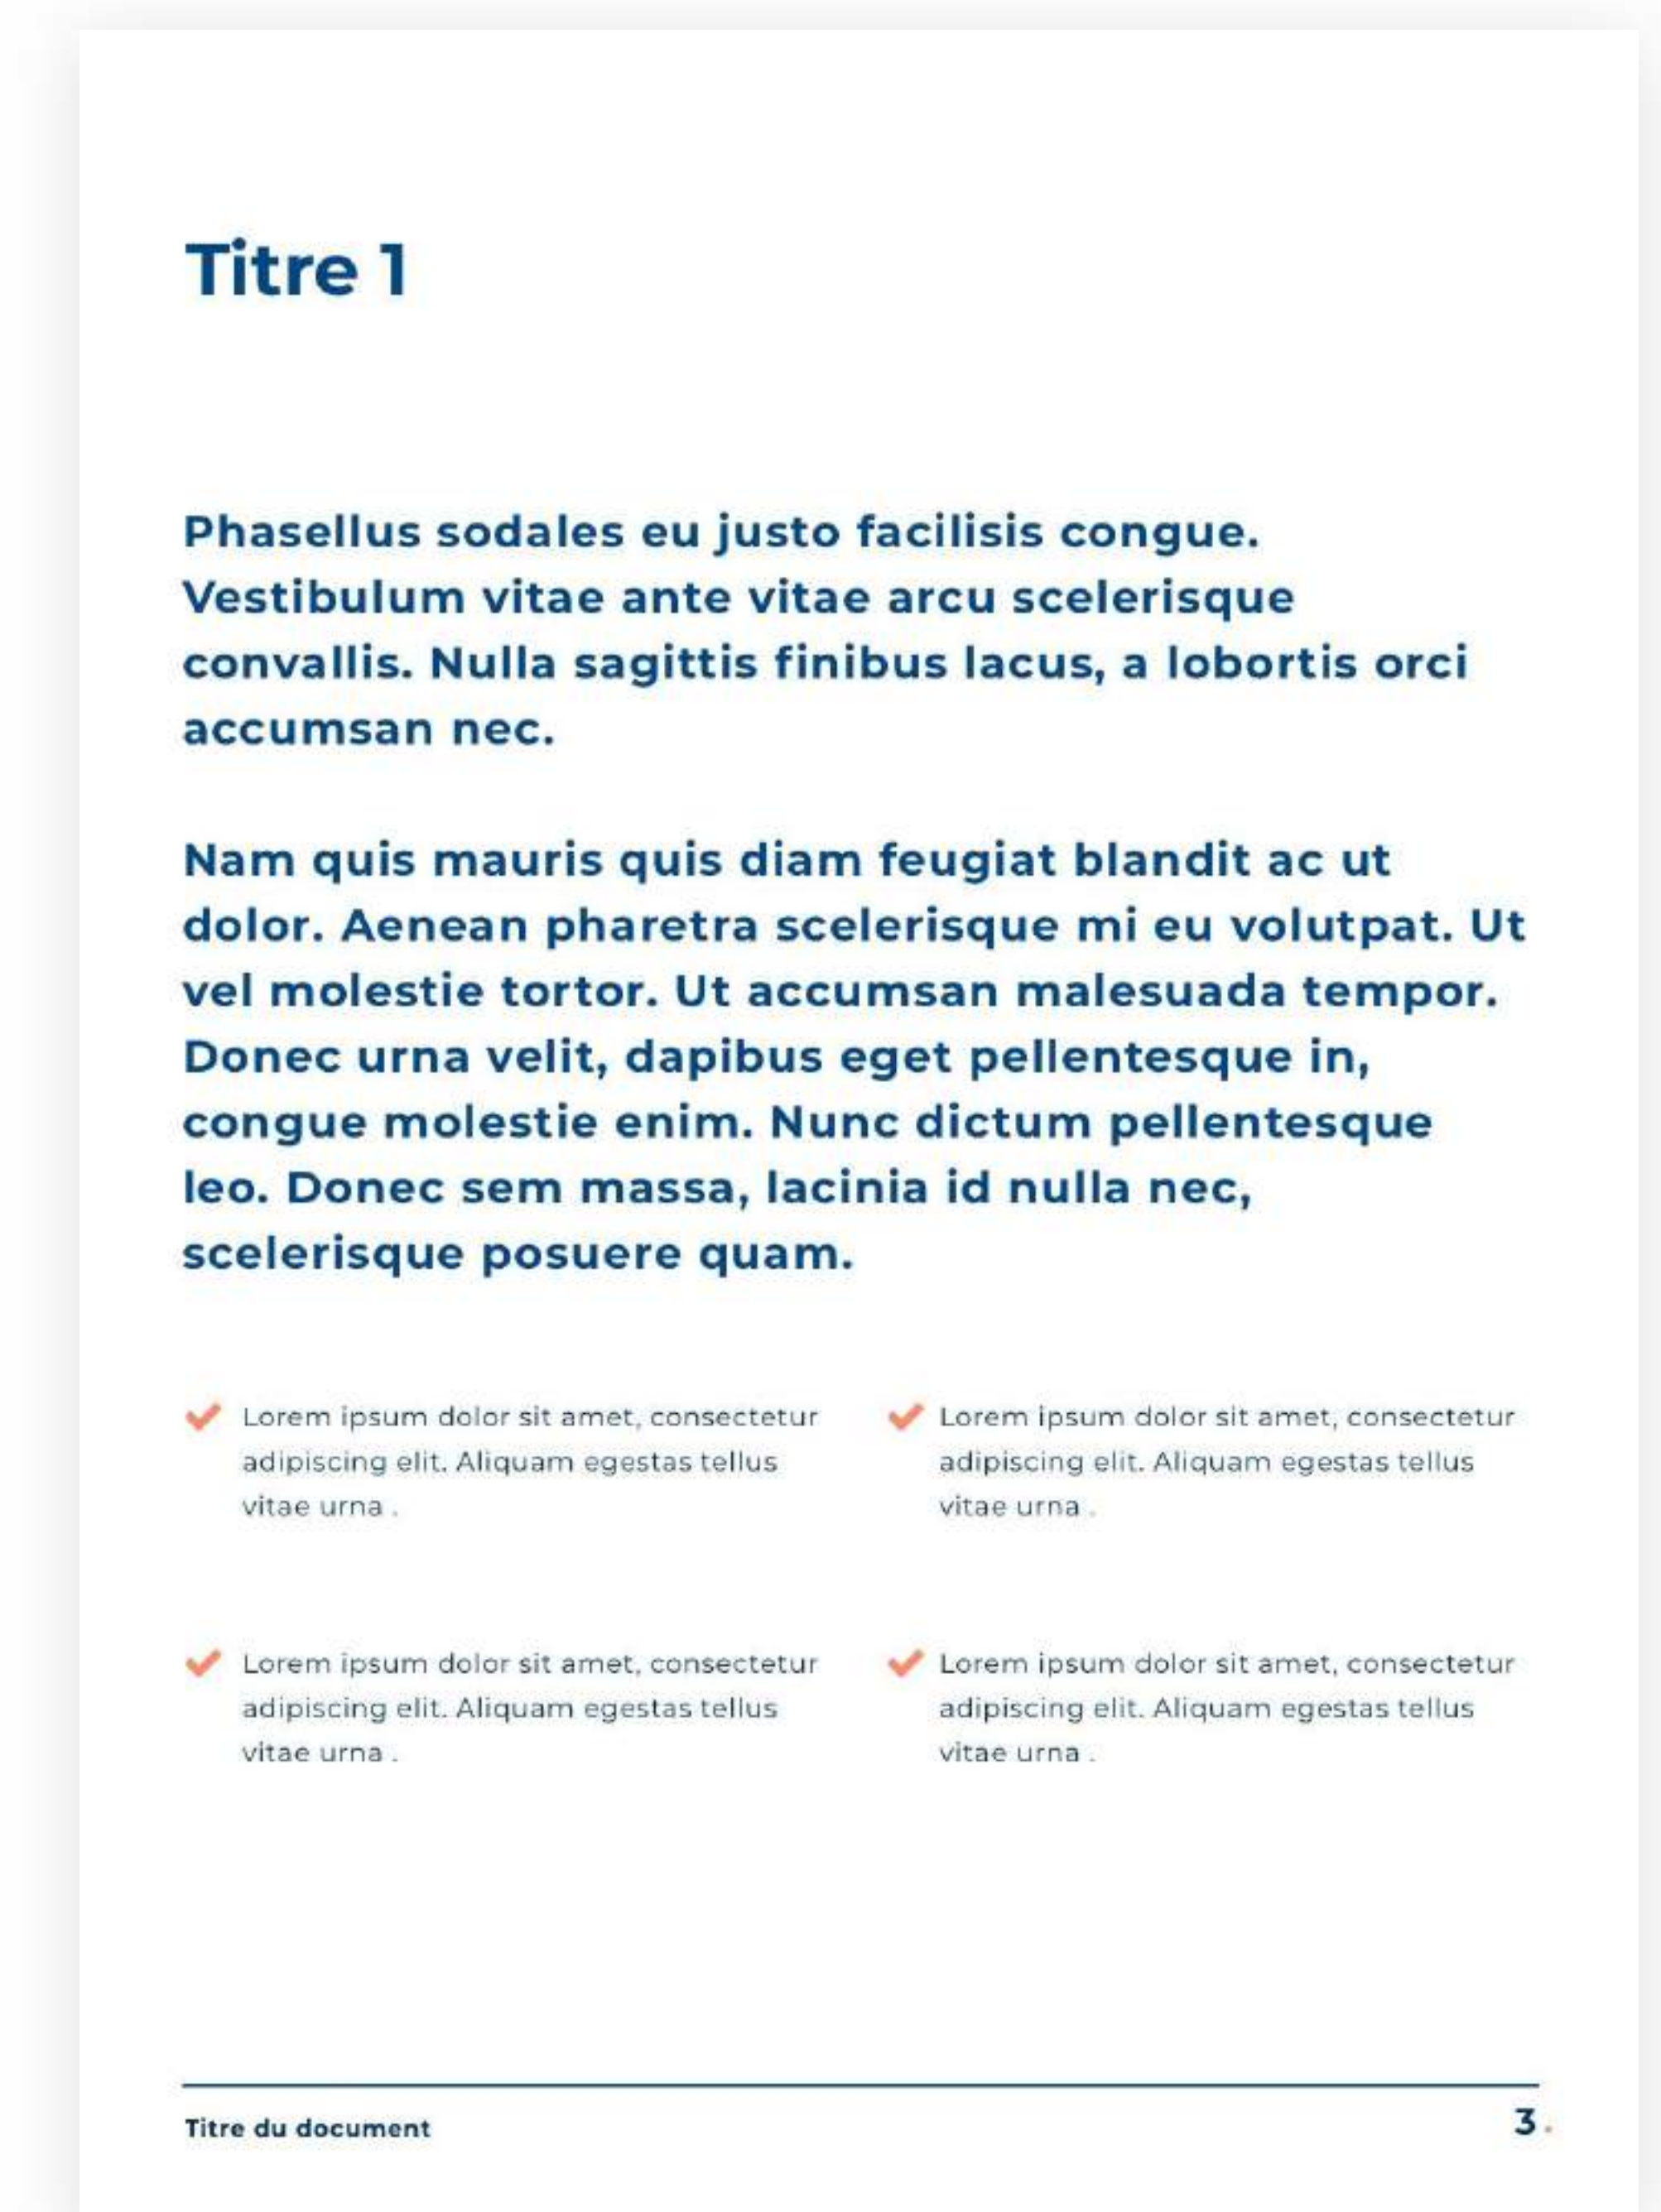 Titre 1
Phasellus sodales eu justo facilisis congue.
Vestibulum vitae ante vitae arcu scelerisque
convallis. Nulla sagittis finibus lacus, a lobortis orci
accumsan nec.
Nam quis mauris quis diam feugiat blandit ac ut
dolor. Aenean pharetra scelerisque mi eu volutpat. Ut
vel molestie tortor. Ut accumsan malesuada tempor.
Donec urna velit, dapibus eget pellentesque in,
congue molestie enim. Nunc dictum pellentesque
leo. Donec sem massa, lacinia id nulla nec,
scelerisque posuere quam.
Lorem ipsum dolor sit amet, consectetur
adipiscing elit. Aliquam egestas tellus
vitae urna .
Lorem ipsum dolor sit amet, consectetur
adipiscing elit. Aliquam egestas tellus
vitae urna .
Lorem ipsum dolor sit amet, consectetur
adipiscing elit. Aliquam egestas tellus
vitae urna .
Lorem ipsum dolor sit amet, consectetur
adipiscing elit. Aliquam egestas tellus
vitae urna .
Titre du document
3 .